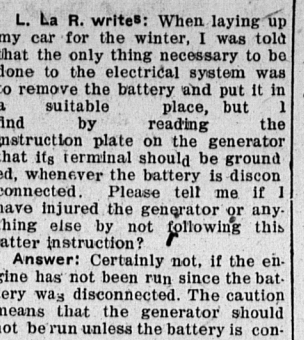 L. La R. writes: When laying up
my car for the winter, I was told
that the only thing necessary to be
done to the electrical system was
to remove the battery and put it in
a suitable place, but I
find by reading the
instruction plate on the generator
that its terminal should be ground
ed, whenever the battery is discon
connected. Please tell me if I
have injured the generator or any-
thing else by not following this
latter instruction?
Answer: Certainly not, if the en-
gine has not been run since the bat-
tery was disconnected. The caution
means that the generator should
not be run unless the battery is con-